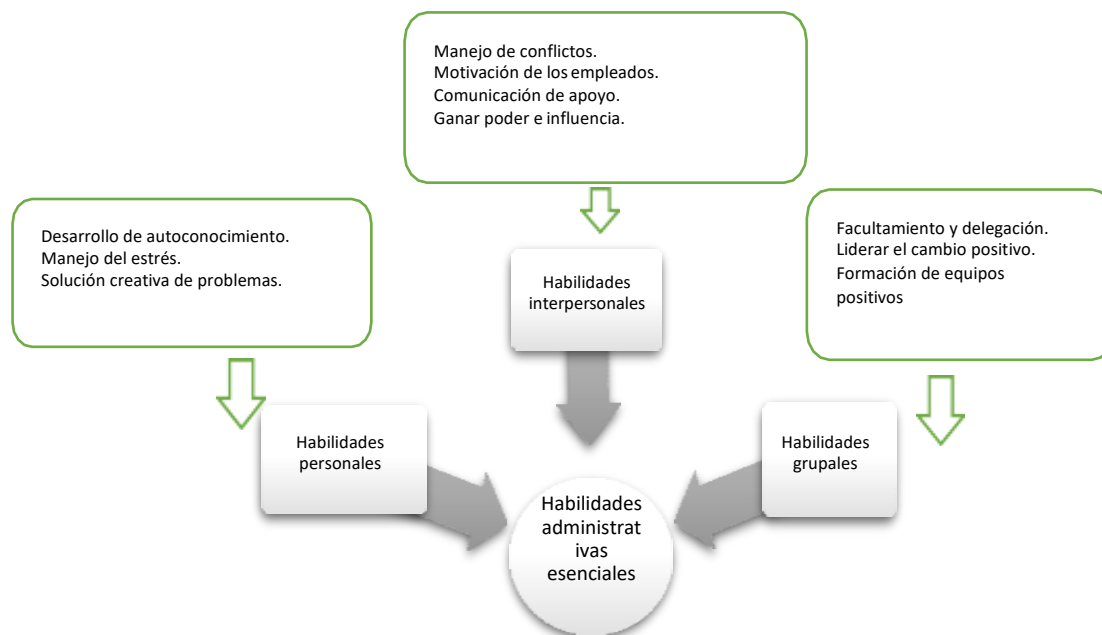 Manejo de conflictos.
Motivación de los empleados.
Comunicación de apoyo.
Ganar poder e influencia.
Desarrollo de autoconocimiento.
Manejo del estrés.
Solución creativa de problemas.
Facultamiento y delegación.
Liderar el cambio positivo.
Formación de equipos
positivos
Habilidades
interpersonales
Habilidades
personales
Habilidades
grupales
Habilidades
administrat
ivas
esenciales